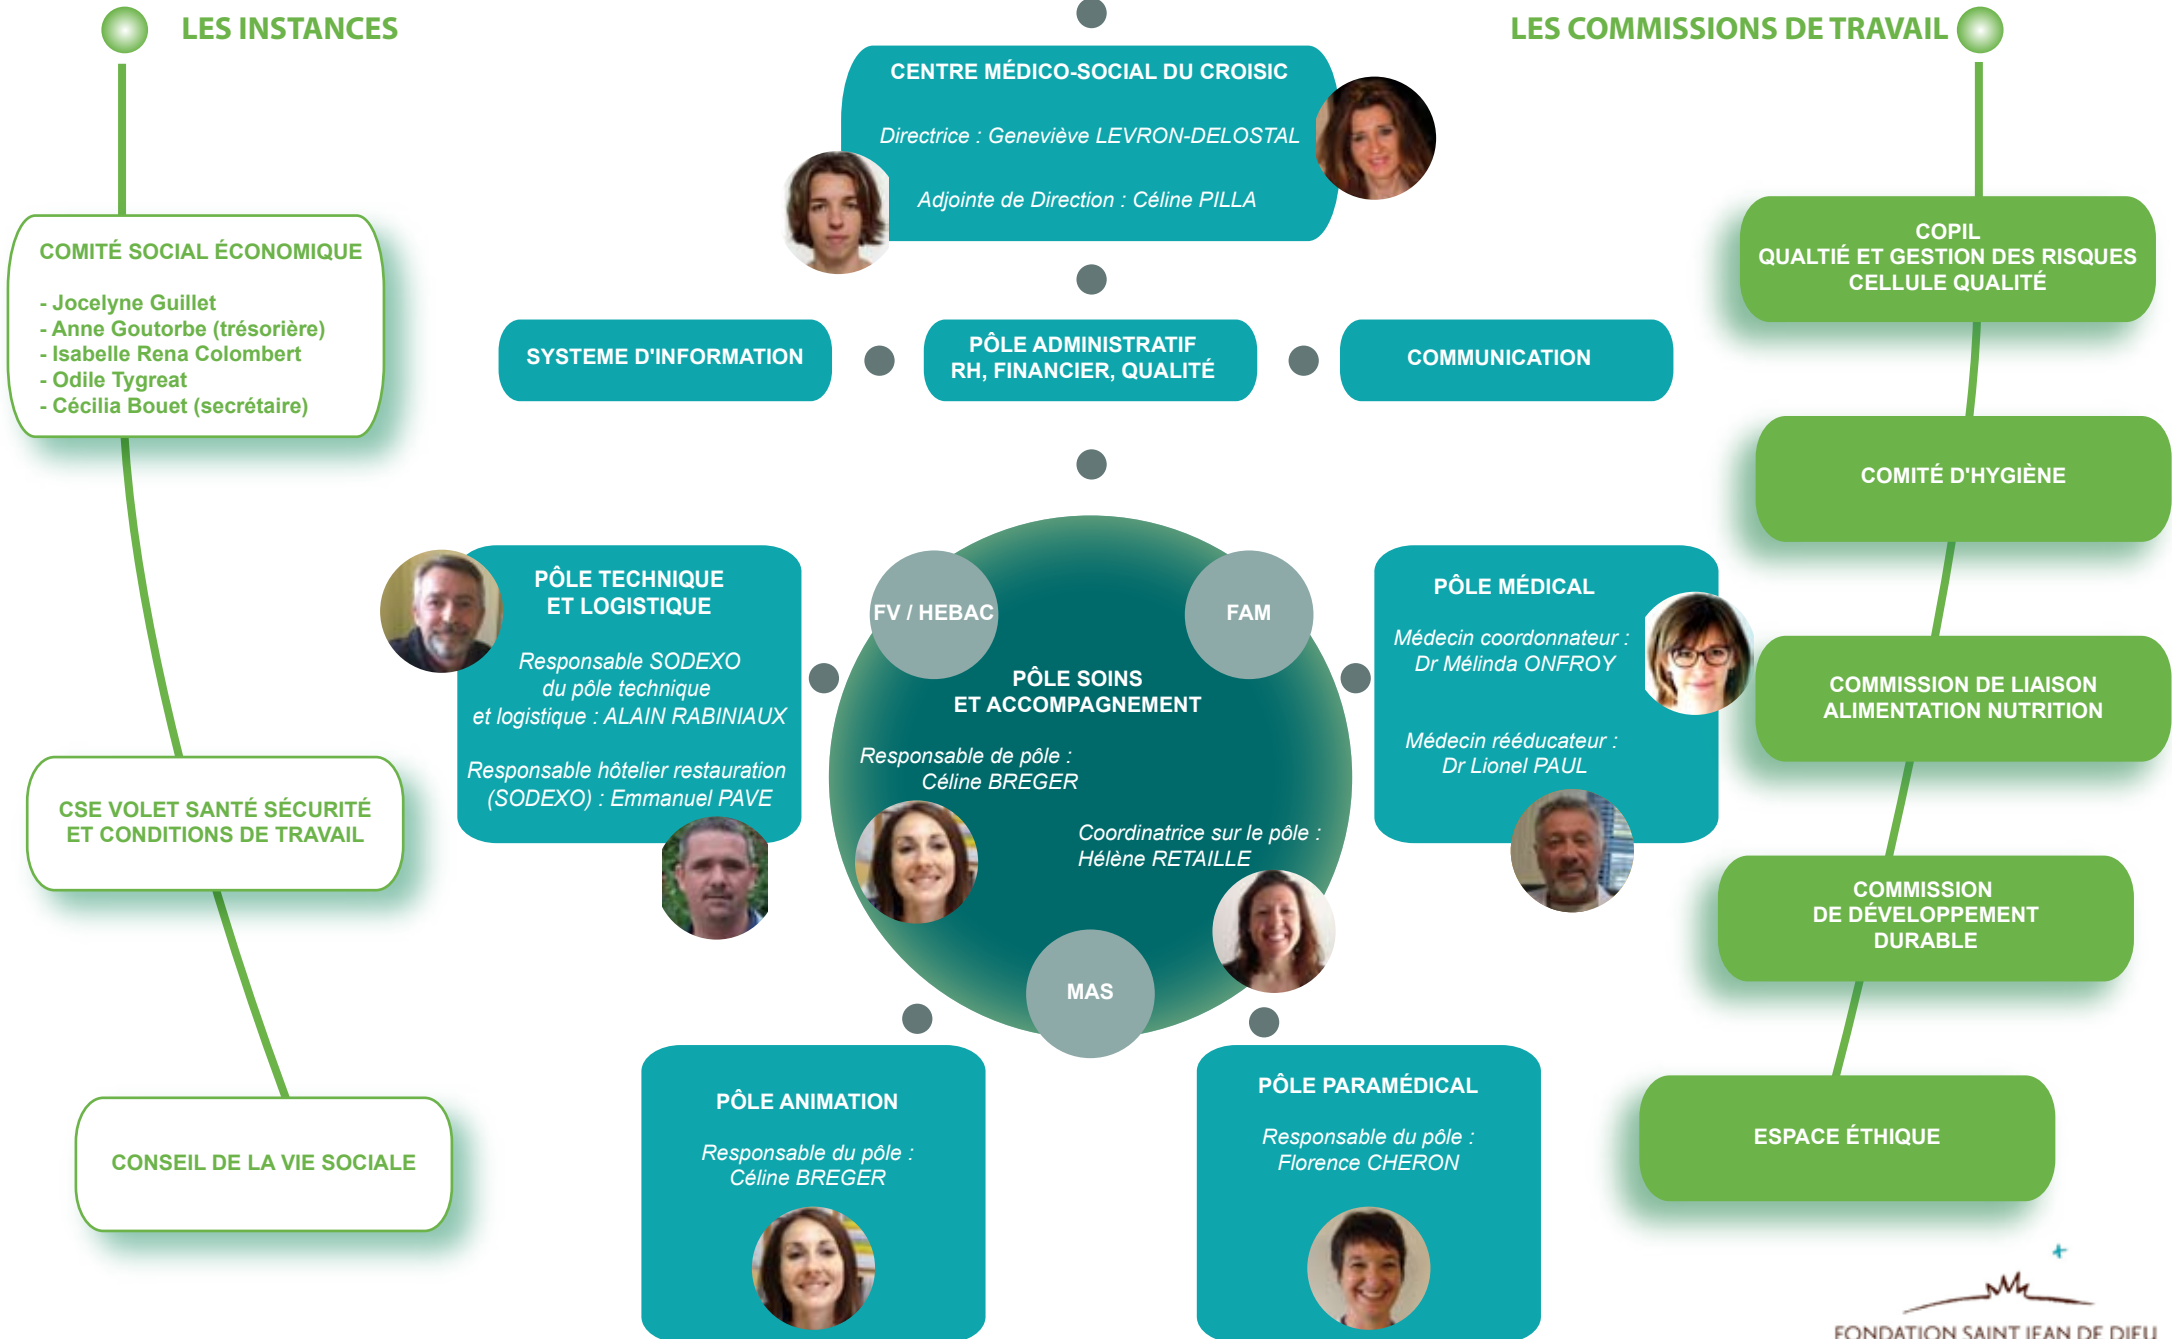 LES INSTANCES
LES COMMISSIONS DE TRAVAIL
CENTRE MÉDICO-SOCIAL DU CROISIC
Directrice : Geneviève LEVRON-DELOSTAL
Adjointe de Direction : Céline PILLA
COMITÉ SOCIAL ÉCONOMIQUE
- Jocelyne Guillet
- Anne Goutorbe (trésorière)
- Isabelle Rena Colombert
- Odile Tygreat
- Cécilia Bouet (secrétaire)
CSE VOLET SANTÉ SÉCURITÉ
ET CONDITIONS DE TRAVAIL
CONSEIL DE LA VIE SOCIALE
SYSTEME D'INFORMATION
PÔLE ADMINISTRATIF
RH, FINANCIER, QUALITÉ
COMMUNICATION
PÔLE TECHNIQUE
ET LOGISTIQUE
Responsable SODEXO
du pôle technique
et logistique : ALAIN RABINIAUX
Responsable hôtelier restauration
(SODEXO) : Emmanuel PAVE
FV / HEBAC
FAM
PÔLE SOINS
ET ACCOMPAGNEMENT
Responsable de pôle :
Céline BREGER
Coordinatrice sur le pôle :
Hélène RETAILLE
MAS
PÔLE MÉDICAL
Médecin coordonnateur :
Dr Mélinda ONFROY
Médecin rééducateur :
Dr Lionel PAUL
PÔLE ANIMATION
Responsable du pôle :
Céline BREGER
PÔLE PARAMÉDICAL
Responsable du pôle :
Florence CHERON
COPIL
QUALTIÉ ET GESTION DES RISQUES
CELLULE QUALITÉ
COMITÉ D'HYGIÈNE
COMMISSION DE LIAISON
ALIMENTATION NUTRITION
COMMISSION
DE DÉVELOPPEMENT
DURABLE
ESPACE ÉTHIQUE
FONDATION SAINT JEAN DE DIEU